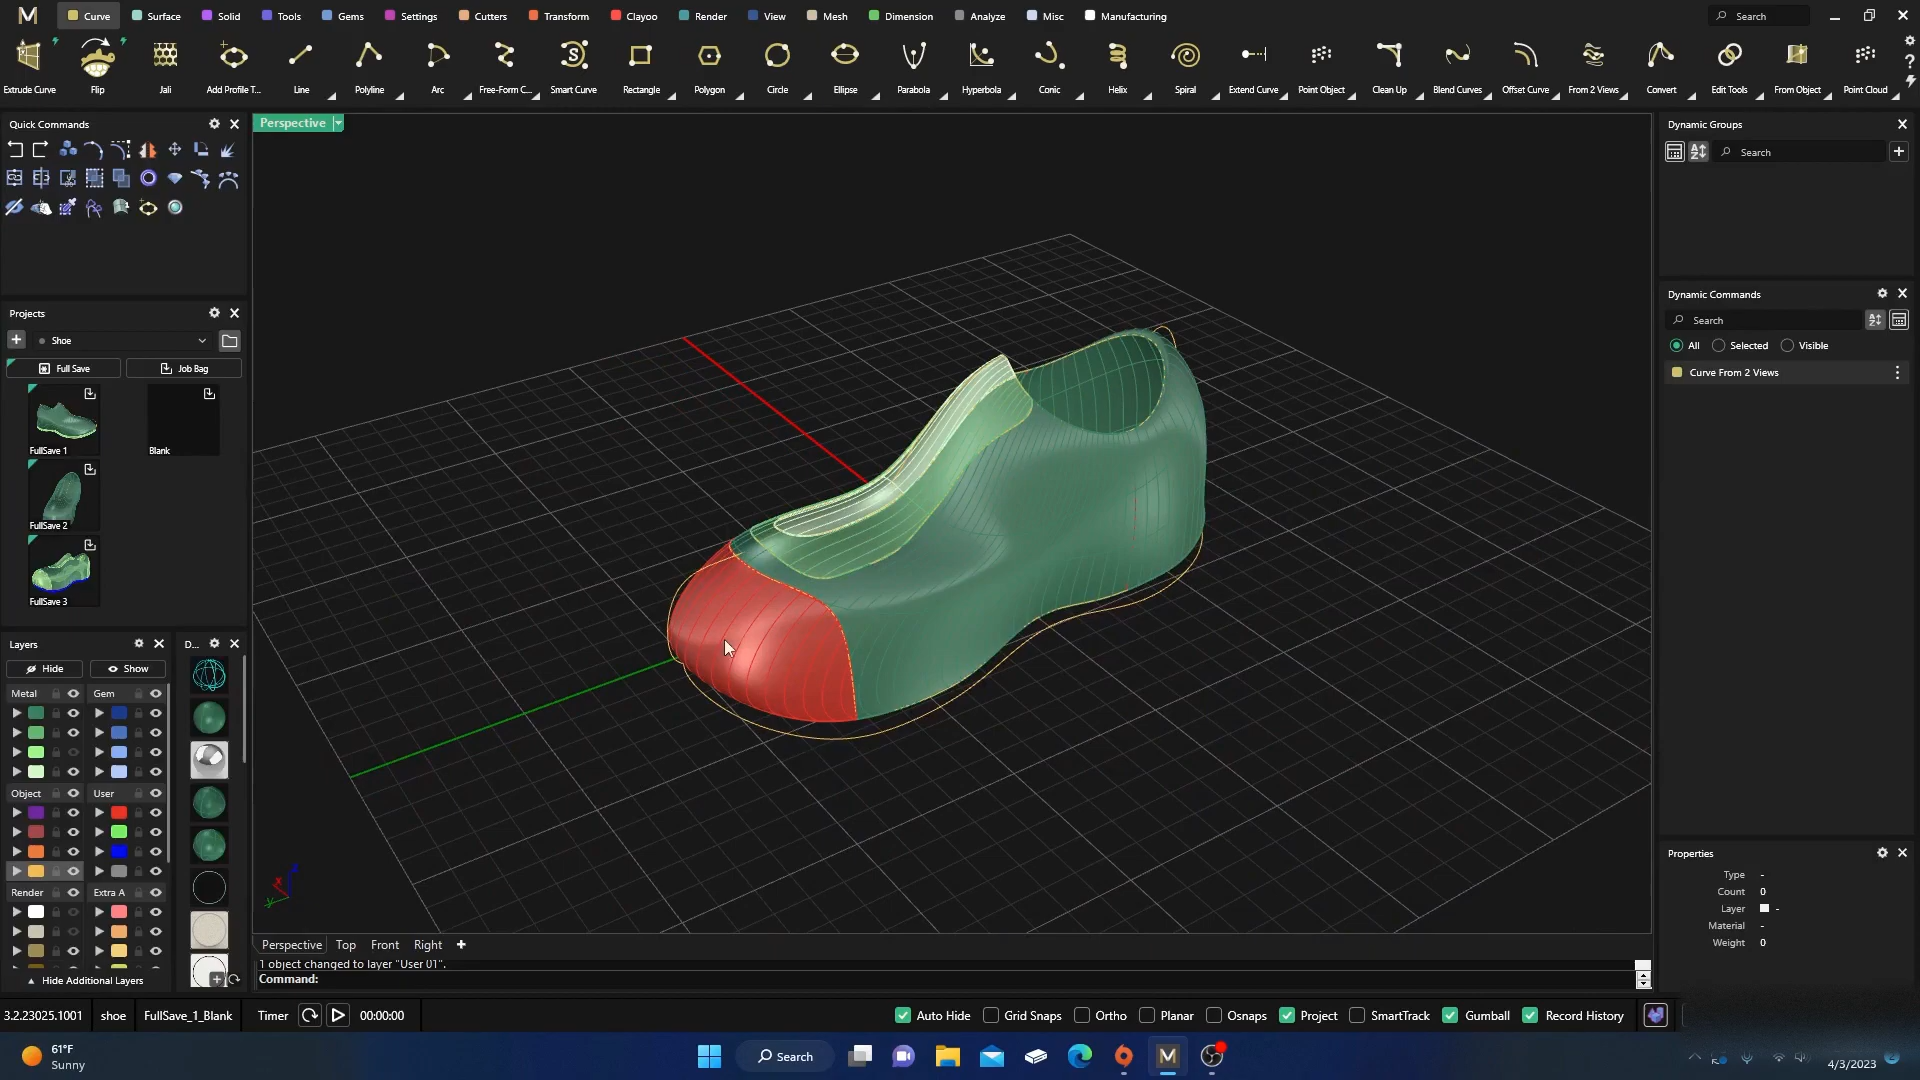 M Curve Surface Solid Tools Gems Settings Cutters Transform Clayoo Render View Mesh Dimension Analyze Misc Manufacturing Search
Extrude Curve Flip Jali Add Profile T... Line Polyline Arc Free-Form C... Smart Curve Rectangle Polygon Circle Ellipse Parabola Hyperbola Conic Helix Spiral Extend Curve Point Object Clean Up Blend Curves Offset Curve From 2 Views Convert Edit Tools From Object Point Cloud
Quick Commands
Projects
Shoe
Full Save Job Bag
FullSave 1 Blank
FullSave 2
FullSave 3
Layers D...
Hide Show
Metal Gem
Object User
Render Extra A
Hide Additional Layers
Perspective
Perspective Top Front Right
1 object changed to layer "User 01".
Command:
Dynamic Groups
Search
Dynamic Commands
Search
All Selected Visible
Curve From 2 Views
Properties
Type -
Count 0
Layer -
Material -
Weight 0
3.2.23025.1001 shoe FullSave_1_Blank Timer 00:00:00 Auto Hide Grid Snaps Ortho Planar Osnaps Project SmartTrack Gumball Record History
61°F
Sunny
Search
4/3/2023